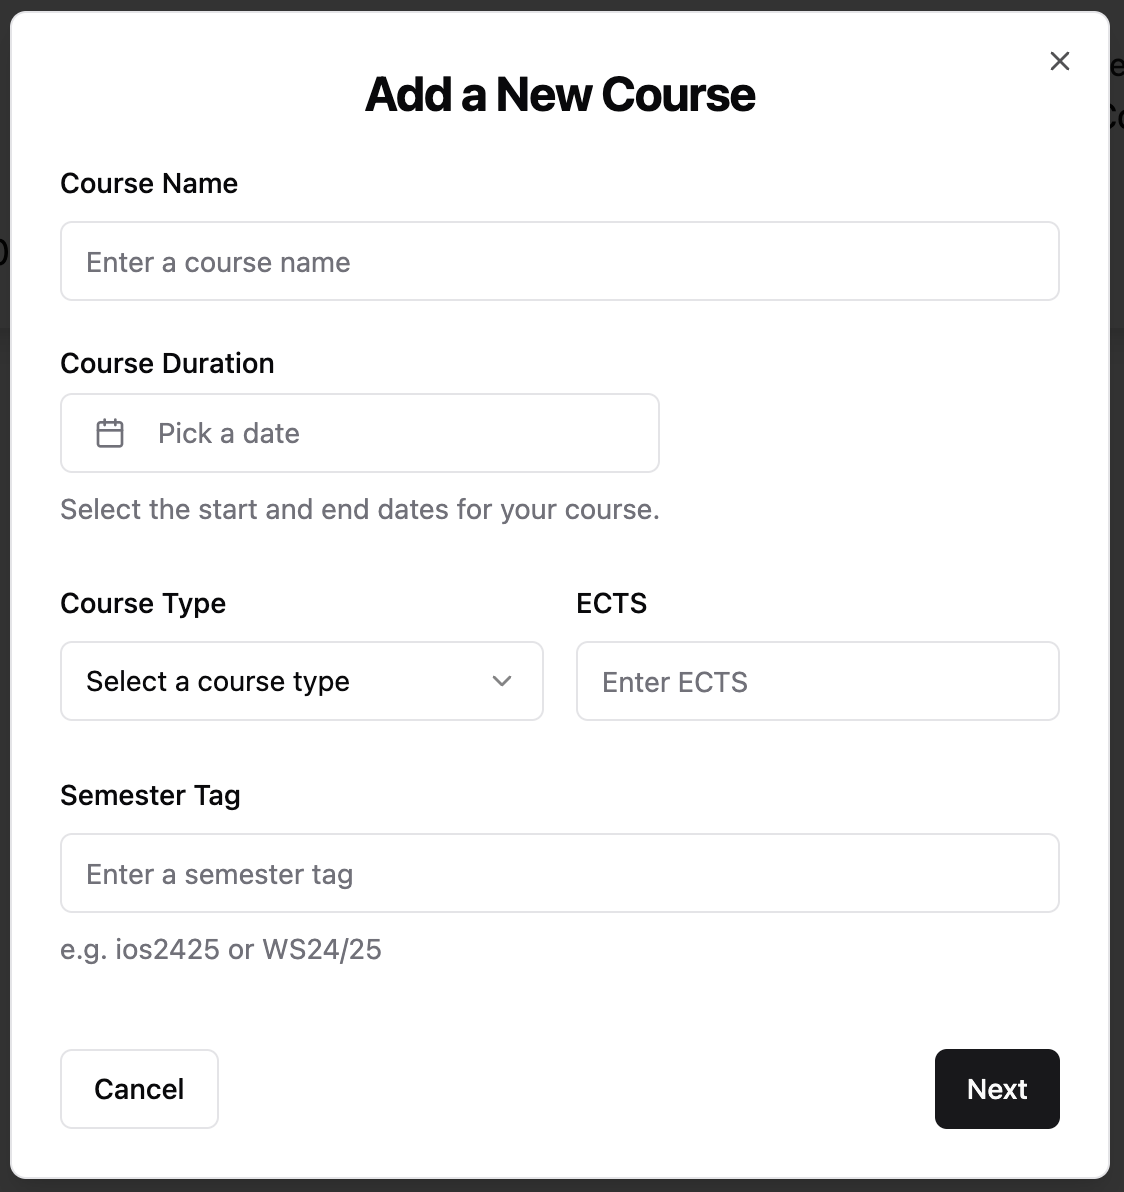 Add a New Course
Course Name
Enter a course name
Course Duration
Pick a date
Select the start and end dates for your course.
Course Type
ECTS
Select a course type
Enter ECTS
Semester Tag
Enter a semester tag
e.g. ios2425 or WS24/25
Cancel
Next